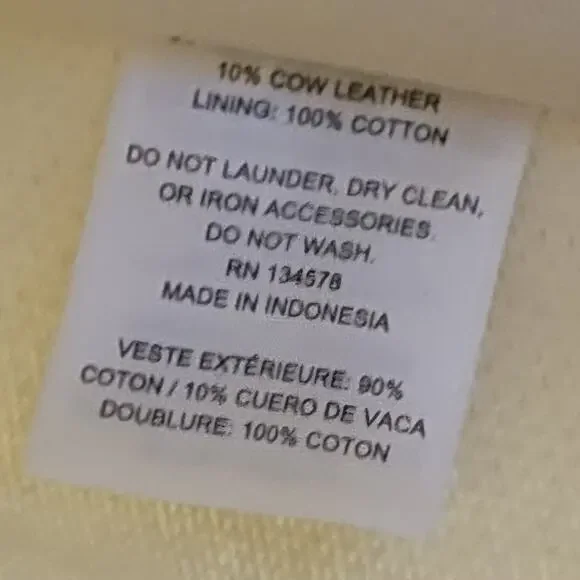 10% COW LEATHER
LINING: 100% COTTON
DO NOT LAUNDER, DRY CLEAN,
OR IRON ACCESSORIES.
DO NOT WASH.
RN 134578
MADE IN INDONESIA
VESTE EXTÉRIEURE: 90%
COTON / 10% CUERO DE VACA
DOUBLURE: 100% COTON